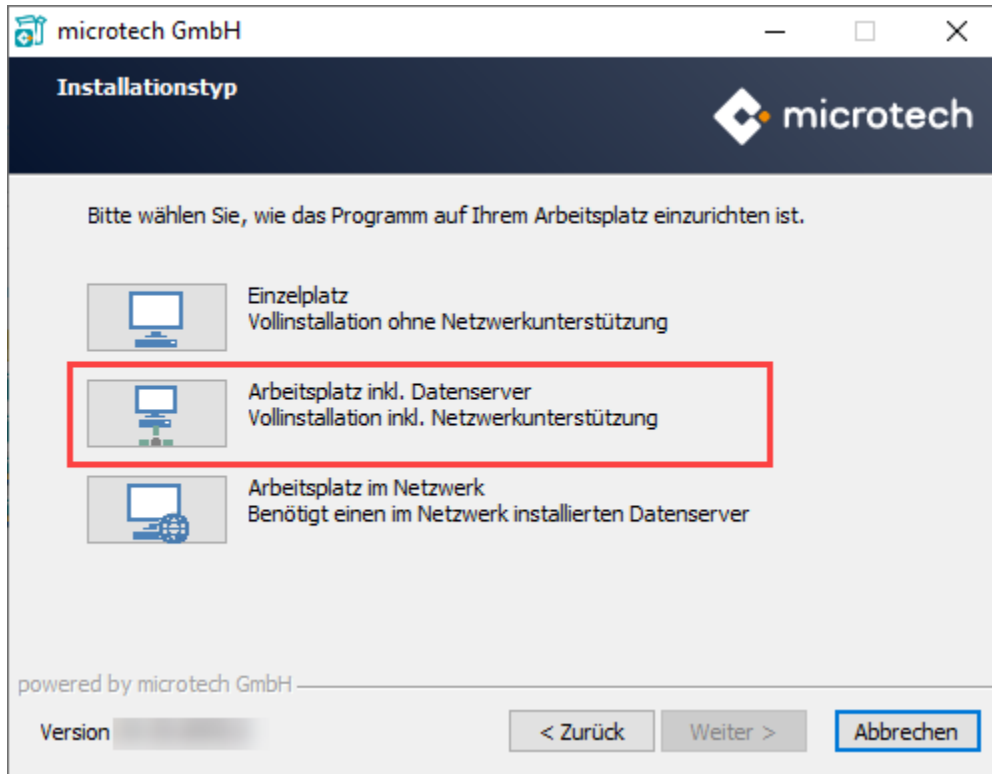 microtech GmbH
Installationstyp
microtech
Bitte wählen Sie, wie das Programm auf Ihrem Arbeitsplatz einzurichten ist.
Einzelplatz
Vollinstallation ohne Netzwerkunterstützung
Arbeitsplatz inkl. Datenserver
Vollinstallation inkl. Netzwerkunterstützung
Arbeitsplatz im Netzwerk
Benötigt einen im Netzwerk installierten Datenserver
powered by microtech GmbH
Version
< Zurück
Weiter >
Abbrechen